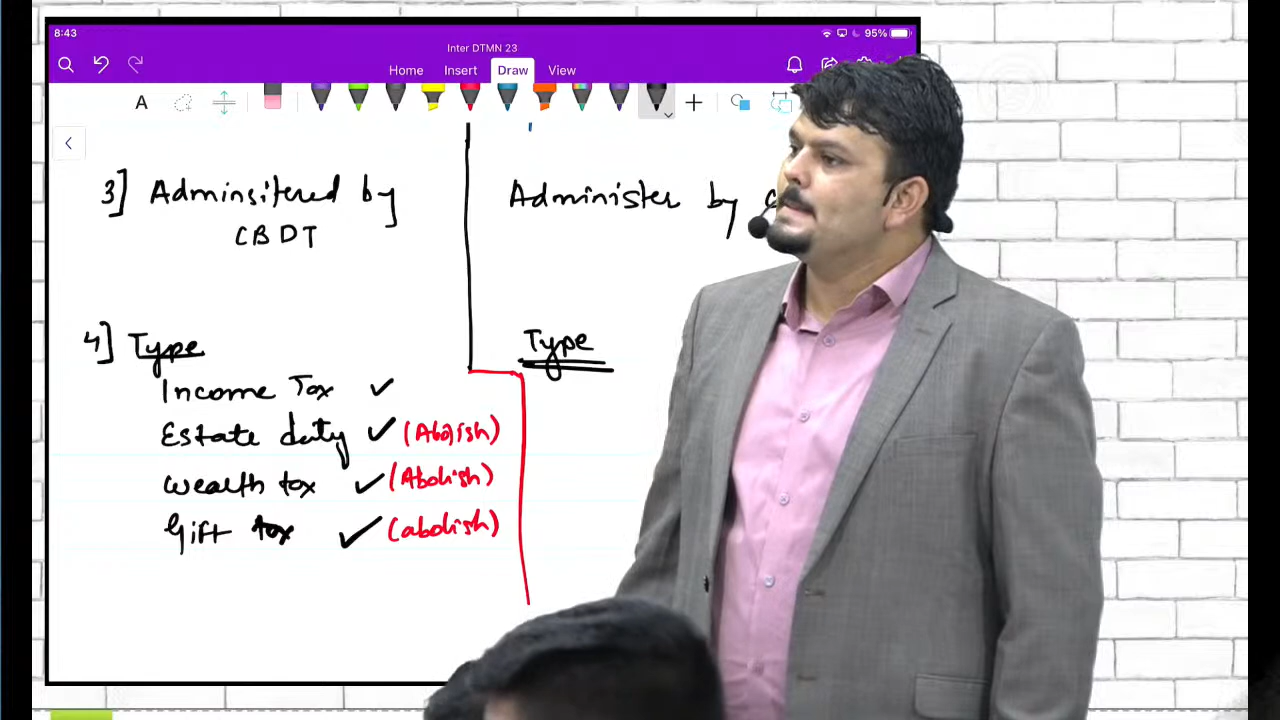 8:43
95%
Inter DTMN 23
Home Insert Draw View
A
3] Adminsitered by
CBDT
Administer by
4] Type
Income Tax ✓
Estate duty ✓ (Abolish)
wealth tax ✓ (Abolish)
Gift tax ✓ (abolish)
Type